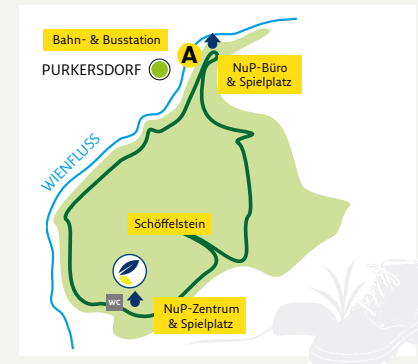 Bahn- & Busstation
PURKERSDORF
A
NuP-Büro
& Spielplatz
WIENFLUSS
Schöffelstein
WC
NuP-Zentrum
& Spielplatz